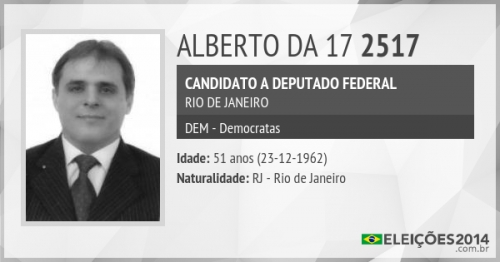 ALBERTO DA 17 2517
CANDIDATO A DEPUTADO FEDERAL
RIO DE JANEIRO
DEM - Democratas
Idade: 51 anos (23-12-1962)
Naturalidade: RJ - Rio de Janeiro
ELEIÇÕES2014
.com.br